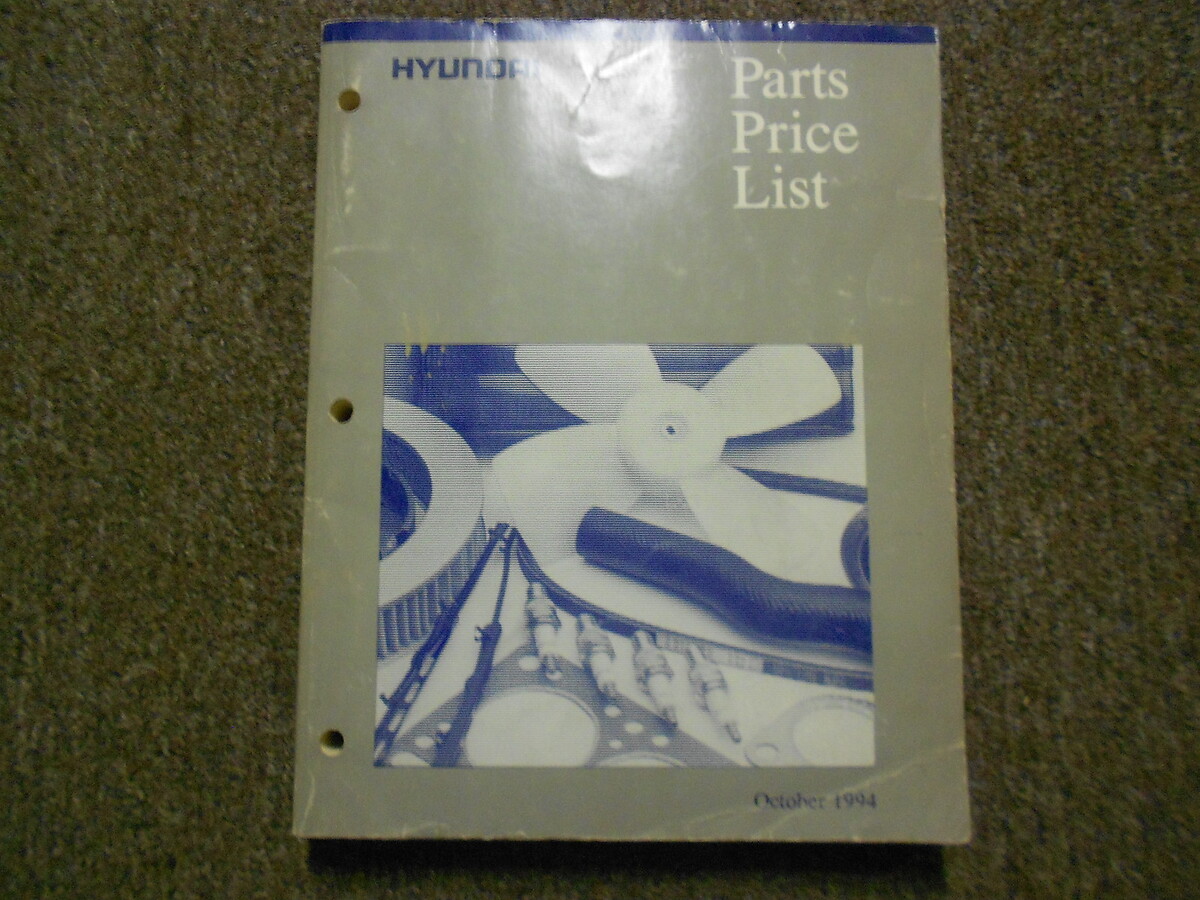 HYUNDAI
Parts
Price
List
October 1994